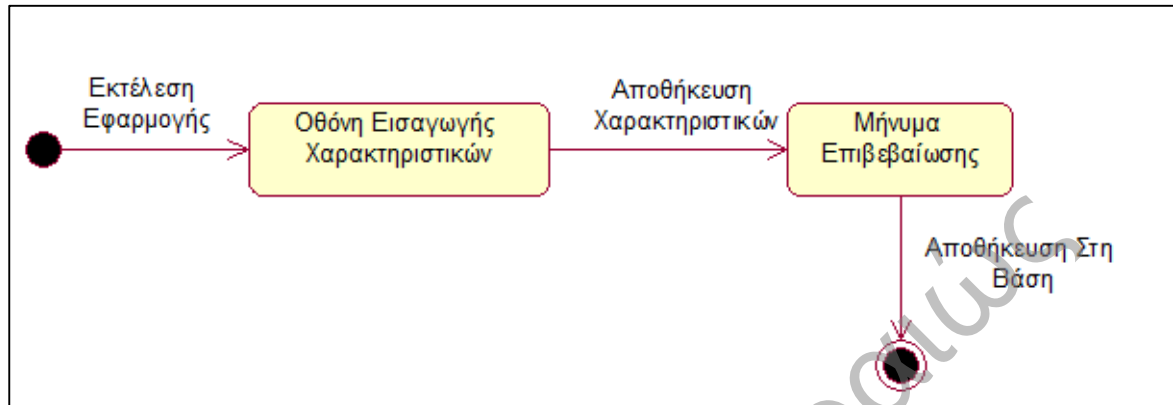 Εκτέλεση
Εφαρμογής
Οθόνη Εισαγωγής
Χαρακτηριστικών
Αποθήκευση
Χαρακτηριστικών
Μήνυμα
Επιβεβαίωσης
Αποθήκευση Στη
Βάση